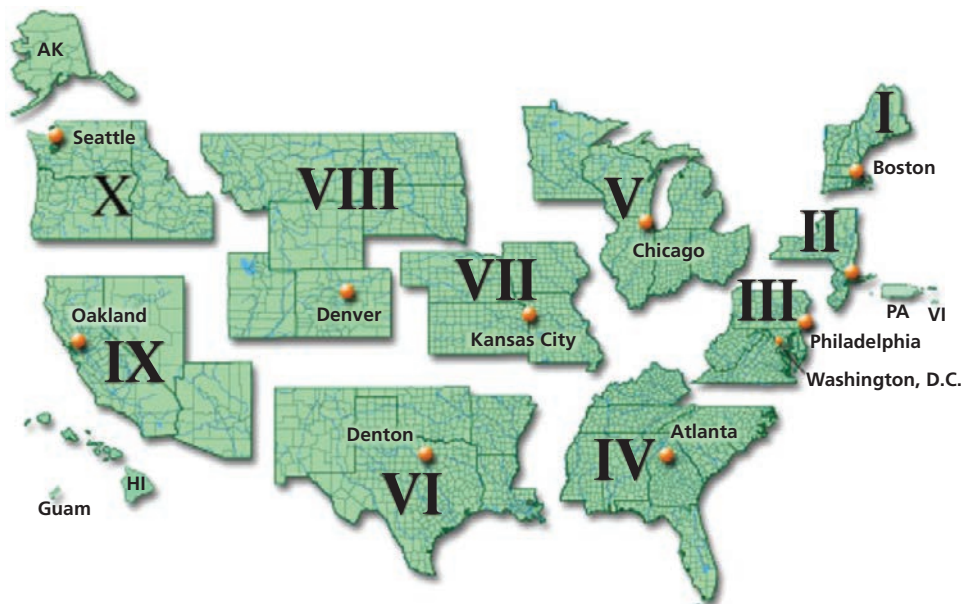 AK
Seattle
X
VIII
V
Chicago
I
Boston
II
Denver
VII
Kansas City
III
PA
VI
Philadelphia
Washington, D.C.
Oakland
IX
HI
Guam
Denton
VI
IV
Atlanta